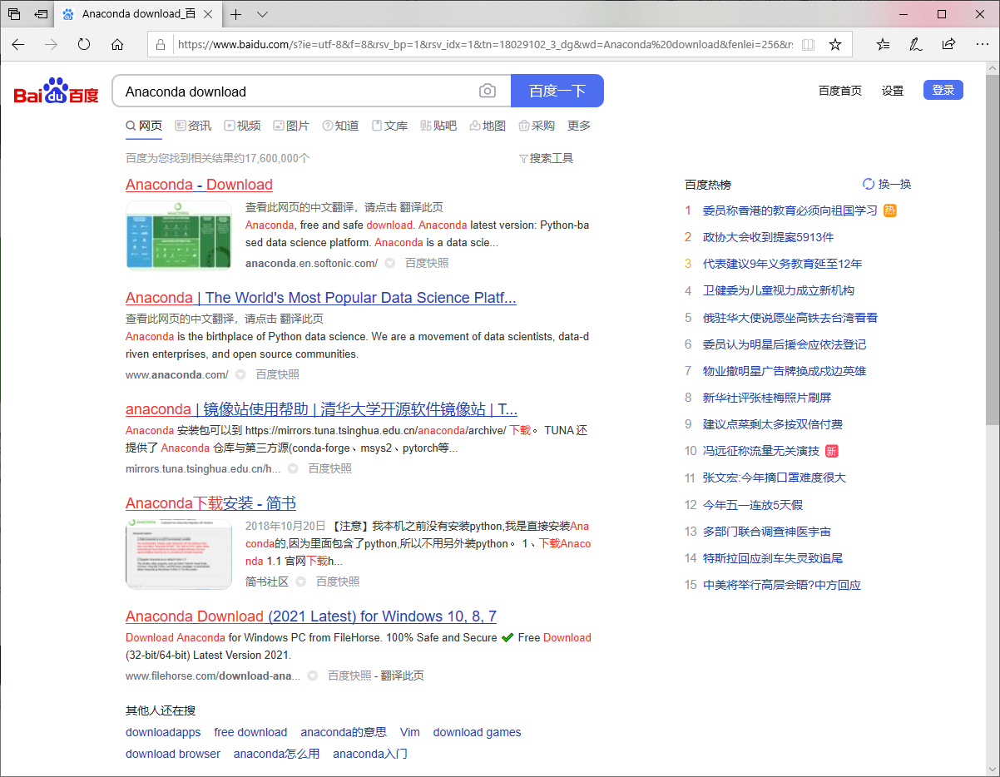 Anaconda download_百
https://www.baidu.com/s?ie=utf-8&f=8&rsv_bp=1&rsv_idx=1&tn=18029102_3_dg&wd=Anaconda%20download&fenlei=256&rs
Bai du 百度
Anaconda download
百度一下
百度首页 设置 登录
网页 资讯 视频 图片 知道 文库 贴吧 地图 采购 更多
百度为您找到相关结果约17,600,000个
搜索工具
Anaconda - Download
查看此网页的中文翻译，请点击 翻译此页
Anaconda, free and safe download. Anaconda latest version: Python-ba
sed data science platform. Anaconda is a data scie...
anaconda.en.softonic.com/ 百度快照
Anaconda | The World's Most Popular Data Science Platf...
查看此网页的中文翻译，请点击 翻译此页
Anaconda is the birthplace of Python data science. We are a movement of data scientists, data-d
riven enterprises, and open source communities.
www.anaconda.com/ 百度快照
anaconda | 镜像站使用帮助 | 清华大学开源软件镜像站 | T...
Anaconda 安装包可以到 https://mirrors.tuna.tsinghua.edu.cn/anaconda/archive/ 下载。 TUNA 还
提供了 Anaconda 仓库与第三方源(conda-forge、msys2、pytorch等...
mirrors.tuna.tsinghua.edu.cn/h... 百度快照
Anaconda下载安装 - 简书
2018年10月20日 【注意】我本机之前没有安装python,我是直接安装Ana
conda的,因为里面包含了python,所以不用另外装python。 1、下载Anaco
nda 1.1 官网下载h...
简书社区 百度快照
Anaconda Download (2021 Latest) for Windows 10, 8, 7
Download Anaconda for Windows PC from FileHorse. 100% Safe and Secure ✔ Free Download
(32-bit/64-bit) Latest Version 2021.
www.filehorse.com/download-ana... 百度快照 - 翻译此页
其他人还在搜
downloadapps free download anaconda的意思 Vim download games
download browser anaconda怎么用 anaconda入门
百度热榜 换一换
1 委员称香港的教育必须向祖国学习 热
2 政协大会收到提案5913件
3 代表建议9年义务教育延至12年
4 卫健委为儿童视力成立新机构
5 俄驻华大使说愿坐高铁去台湾看看
6 委员认为明星后援会应依法登记
7 物业撤明星广告牌换成戍边英雄
8 新华社评张桂梅照片刷屏
9 建议点菜剩太多按双倍付费
10 冯远征称流量无关演技 新
11 张文宏:今年摘口罩难度很大
12 今年五一连放5天假
13 多部门联合调查神医宇宙
14 特斯拉回应刹车失灵致追尾
15 中美将举行高层会晤?中方回应